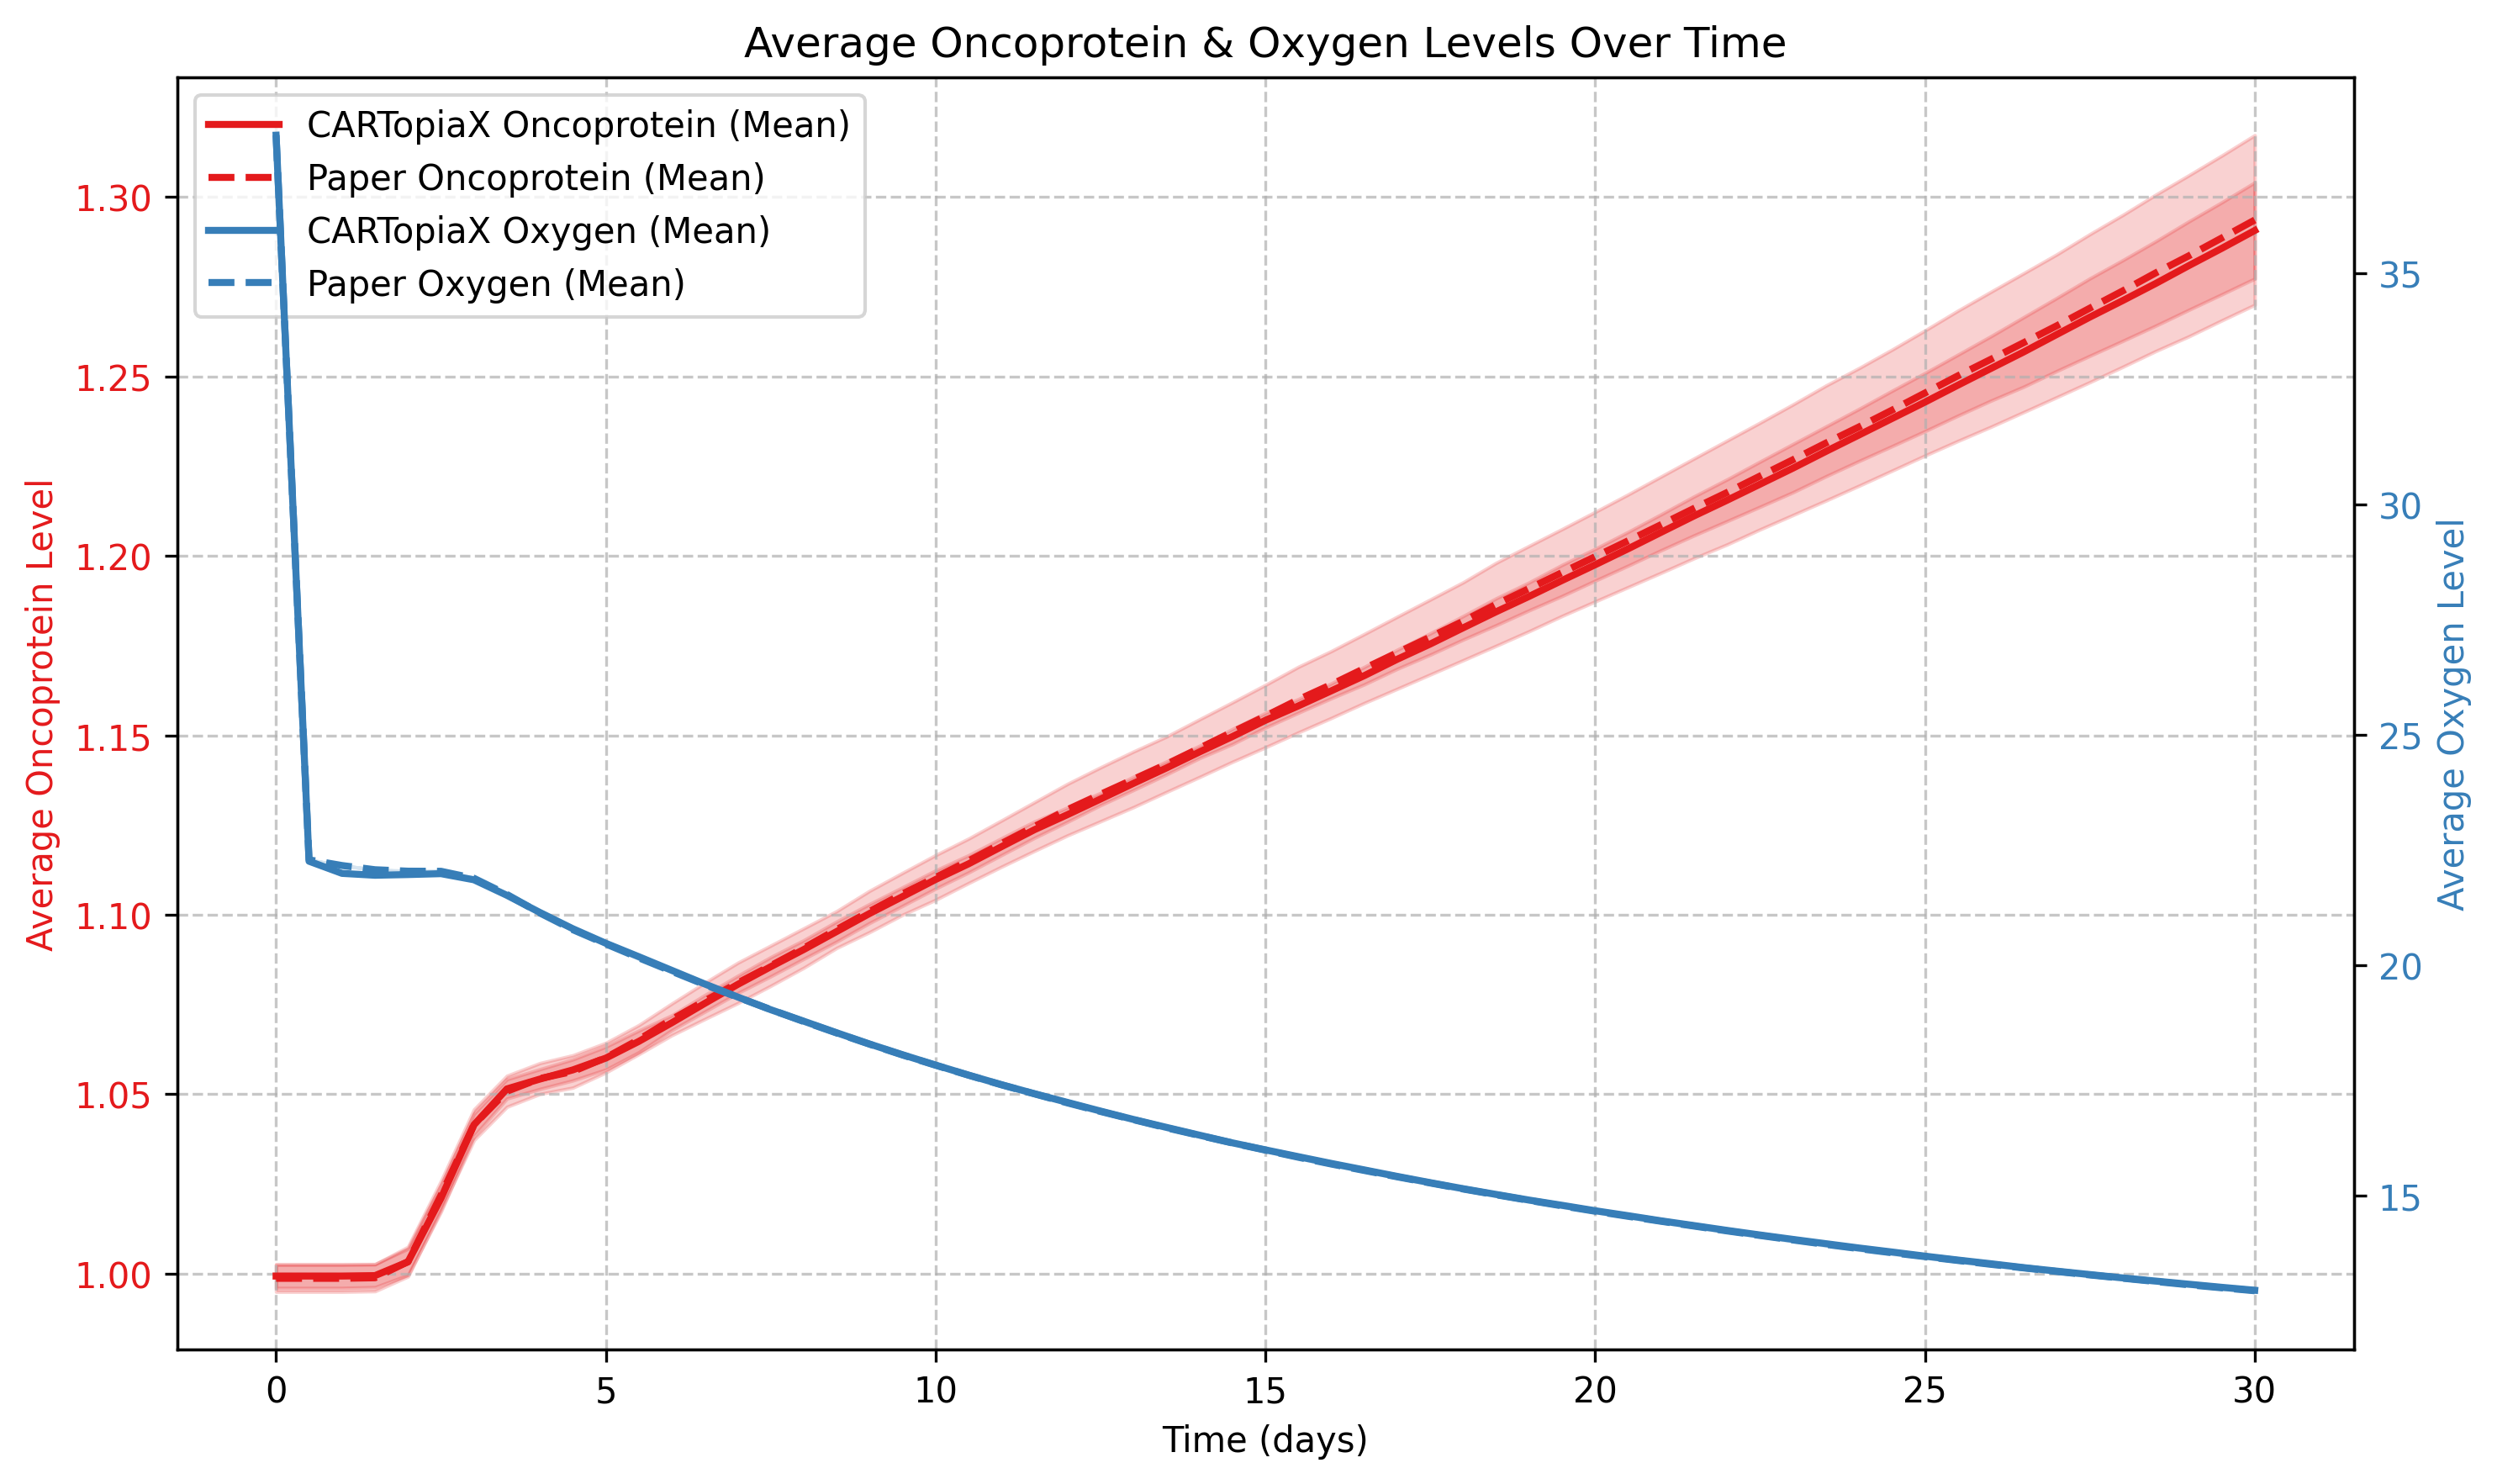 Average Oncoprotein & Oxygen Levels Over Time
CARTopiaX Oncoprotein (Mean)
Paper Oncoprotein (Mean)
CARTopiaX Oxygen (Mean)
Paper Oxygen (Mean)
Average Oncoprotein Level
1.30
1.25
1.20
1.15
1.10
1.05
1.00
35
30
25
20
15
Average Oxygen Level
0 5 10 15 20 25 30
Time (days)